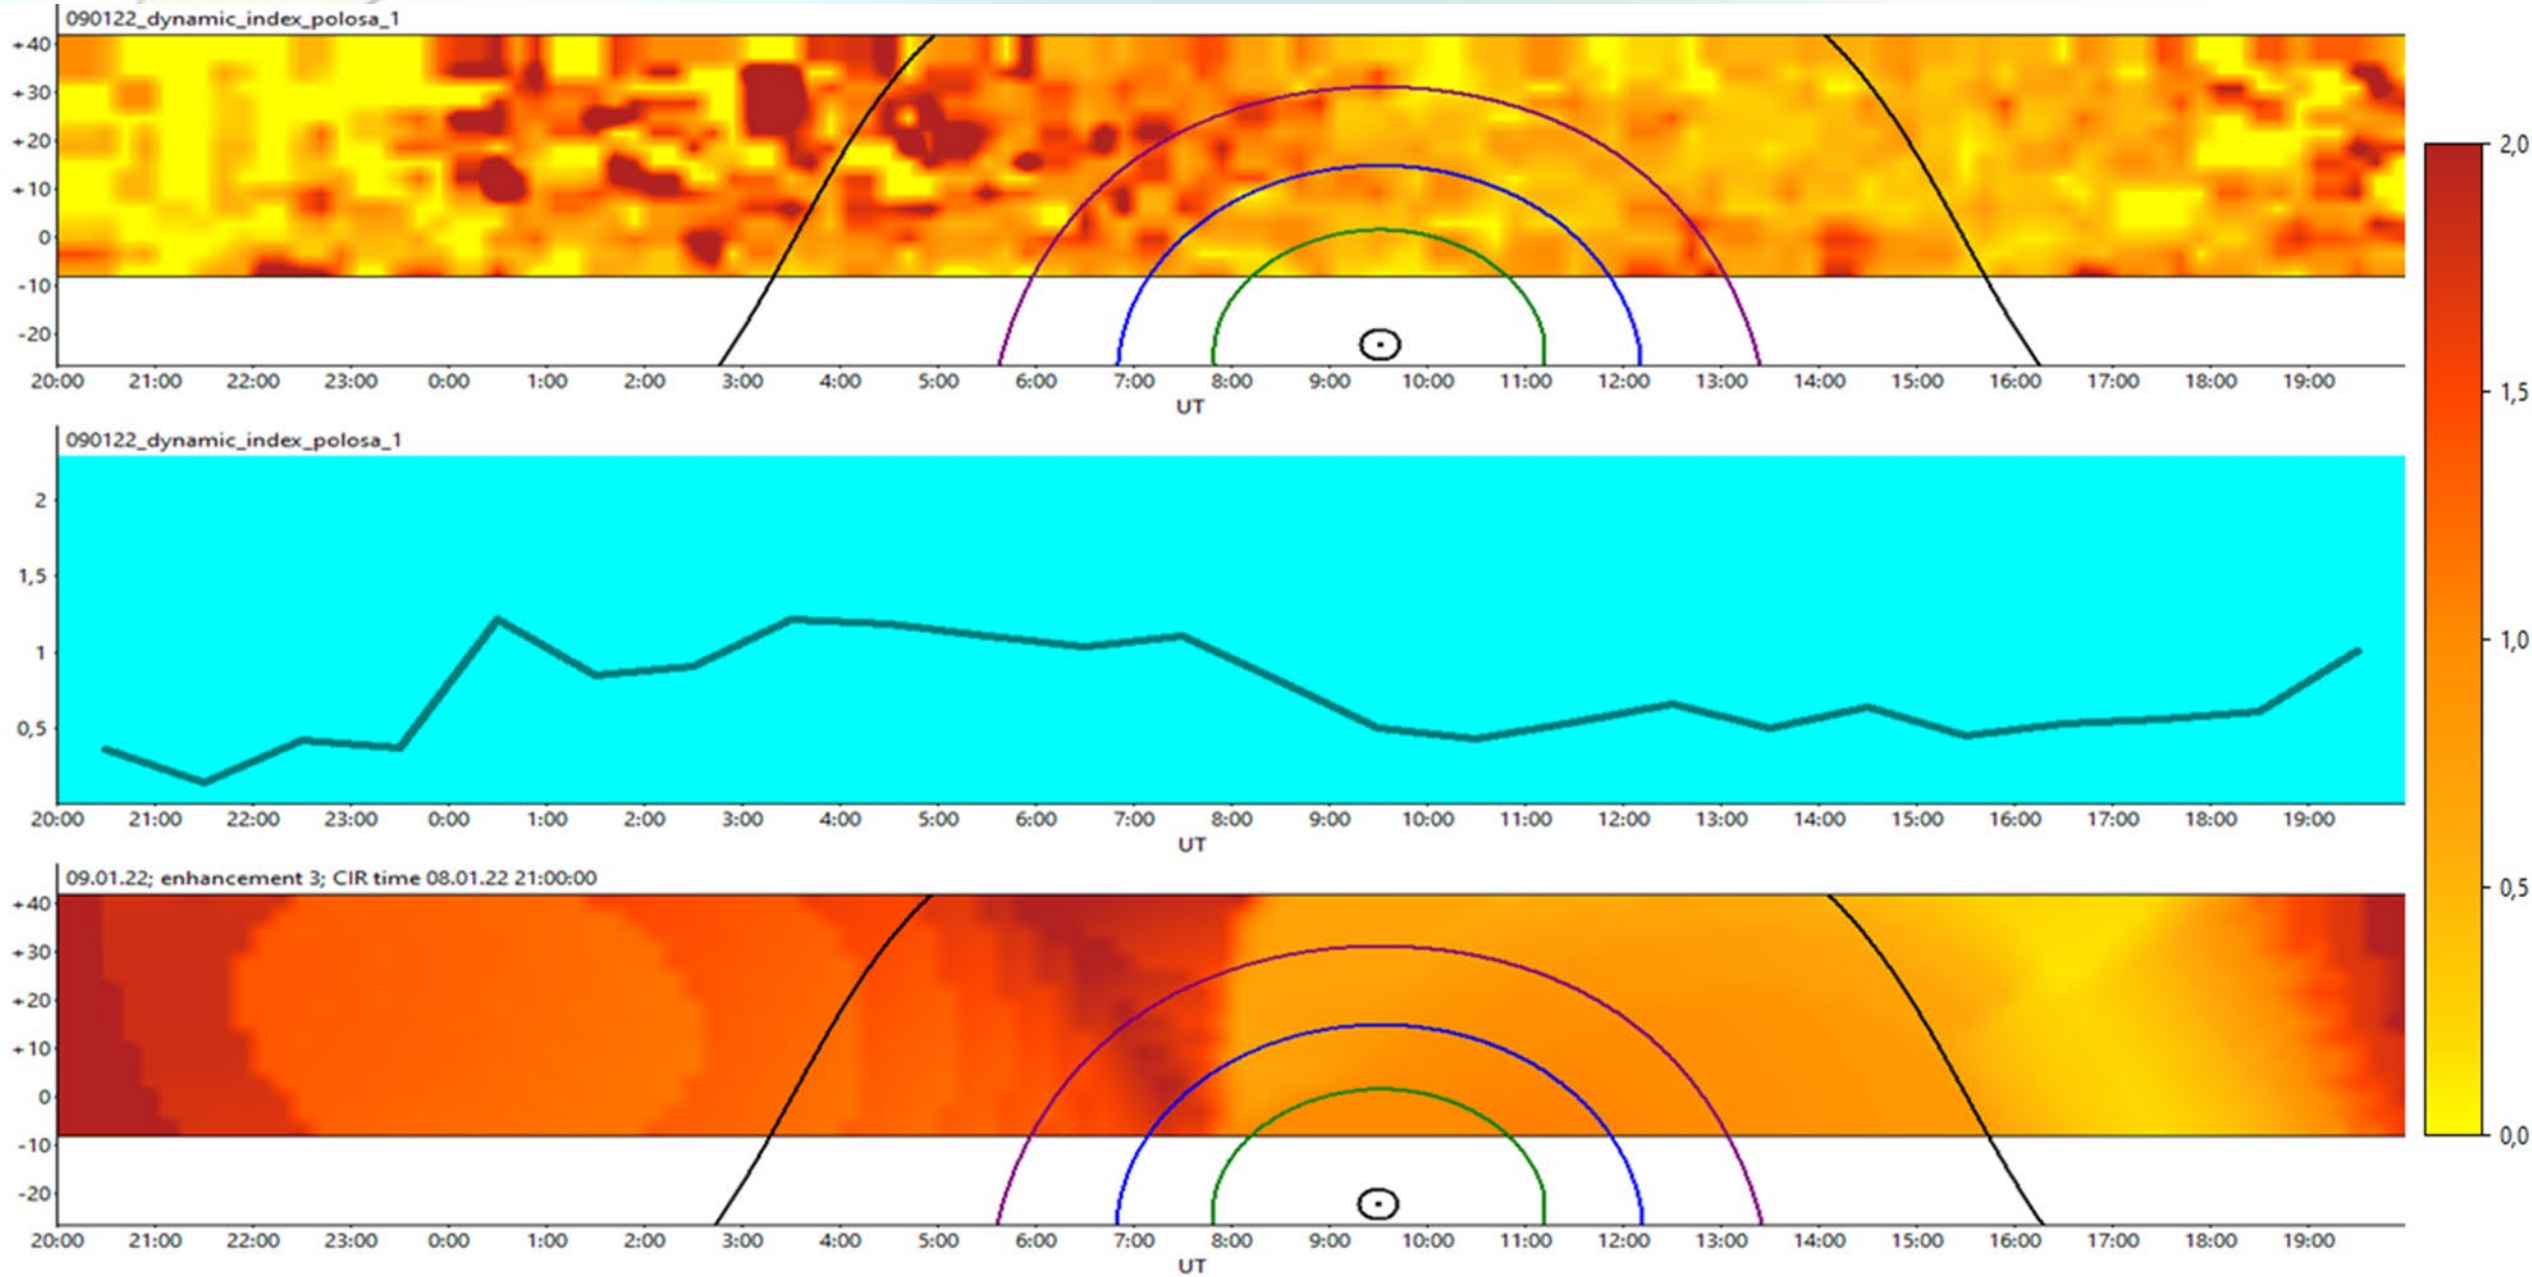 090122_dynamic_index_polosa_1
+40
+30
+20
+10
0
-10
-20
20:00 21:00 22:00 23:00 0:00 1:00 2:00 3:00 4:00 5:00 6:00 7:00 8:00 9:00 10:00 11:00 12:00 13:00 14:00 15:00 16:00 17:00 18:00 19:00
UT
090122_dynamic_index_polosa_1
2
1,5
1
0,5
20:00 21:00 22:00 23:00 0:00 1:00 2:00 3:00 4:00 5:00 6:00 7:00 8:00 9:00 10:00 11:00 12:00 13:00 14:00 15:00 16:00 17:00 18:00 19:00
UT
09.01.22; enhancement 3; CIR time 08.01.22 21:00:00
+40
+30
+20
+10
0
-10
-20
20:00 21:00 22:00 23:00 0:00 1:00 2:00 3:00 4:00 5:00 6:00 7:00 8:00 9:00 10:00 11:00 12:00 13:00 14:00 15:00 16:00 17:00 18:00 19:00
UT
2,0
1,5
1,0
0,5
0,0